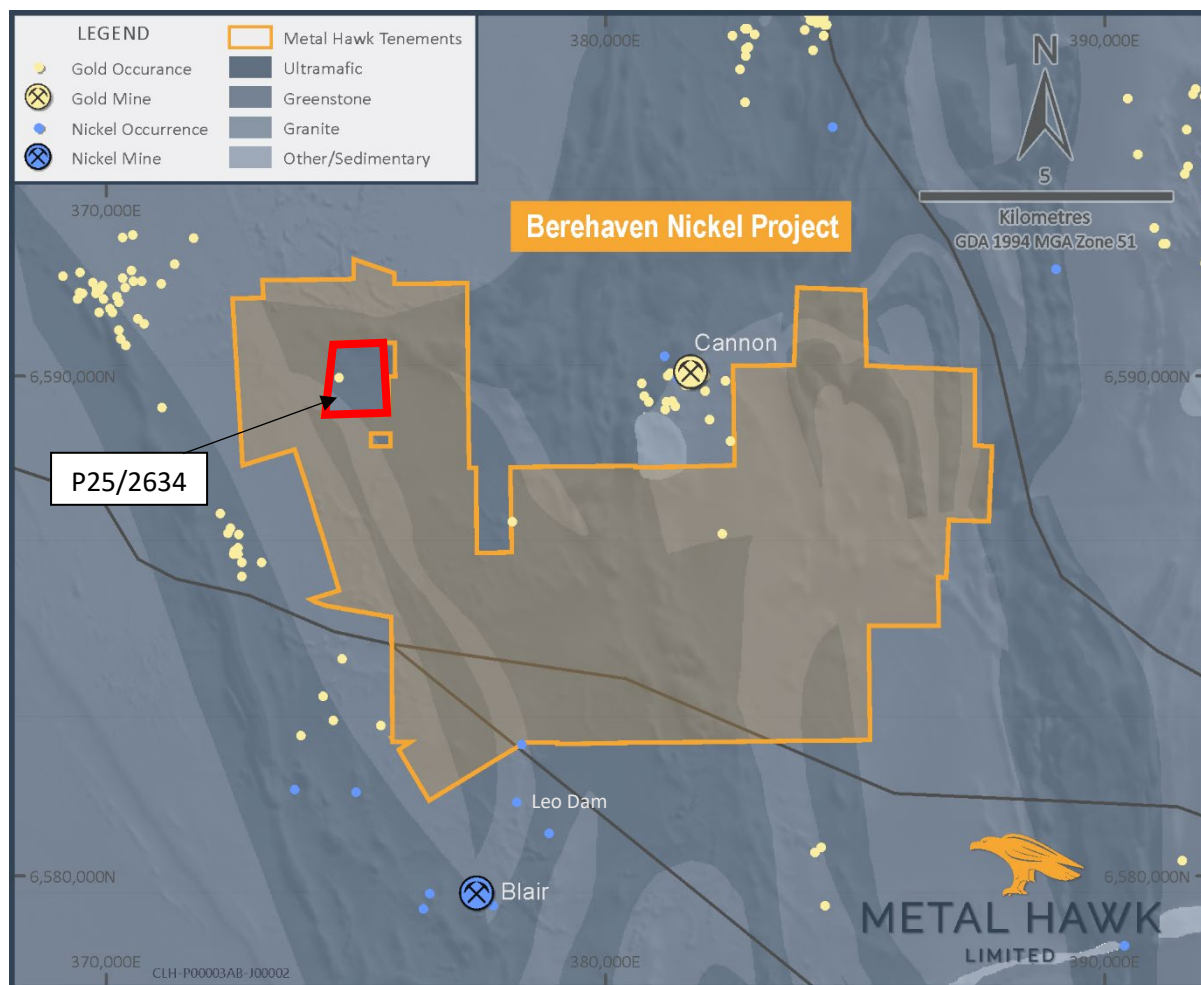 LEGEND
Gold Occurance
Gold Mine
Nickel Occurrence
Nickel Mine
Metal Hawk Tenements
Ultramafic
Greenstone
Granite
Other/Sedimentary
380,000E
390,000E
N
5
Kilometres
GDA 1994 MGA Zone 51
370,000E
Berehaven Nickel Project
Cannon
6,590,000N
6,590,000N
P25/2634
Leo Dam
Blair
6,580,000N
6,580,000N
METAL HAWK
LIMITED
370,000E
CLH-P00003AB-J00002
380,000E
390,000E